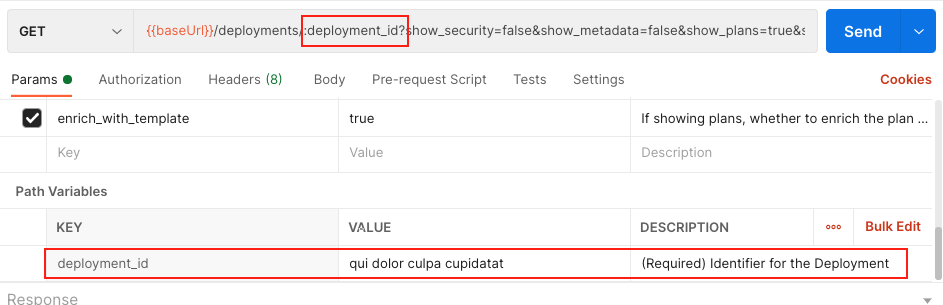 GET {{baseUrl}}/deployments/:deployment_id?show_security=false&show_metadata=false&show_plans=true&s Send
Params Authorization Headers (8) Body Pre-request Script Tests Settings Cookies
enrich_with_template true If showing plans, whether to enrich the plan ...
Key Value Description
Path Variables
KEY VALUE DESCRIPTION ooo Bulk Edit
deployment_id qui dolor culpa cupidatat (Required) Identifier for the Deployment
Response